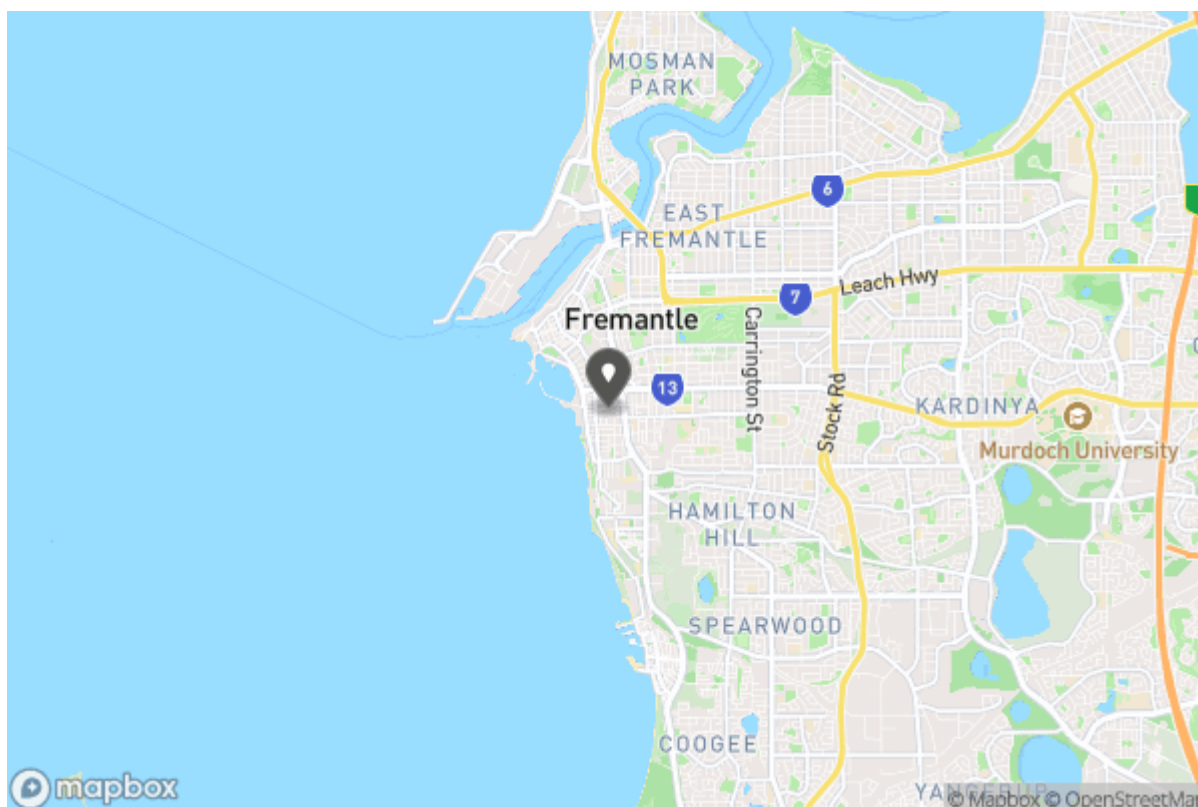 MOSMAN
PARK
6
EAST
FREMANTLE
Leach Hwy
7
Fremantle
Carrington St
13
Stock Rd
KARDINYA
Murdoch University
HAMILTON
HILL
SPEARWOOD
COOGEE
mapbox
© Mapbox © OpenStreetMap